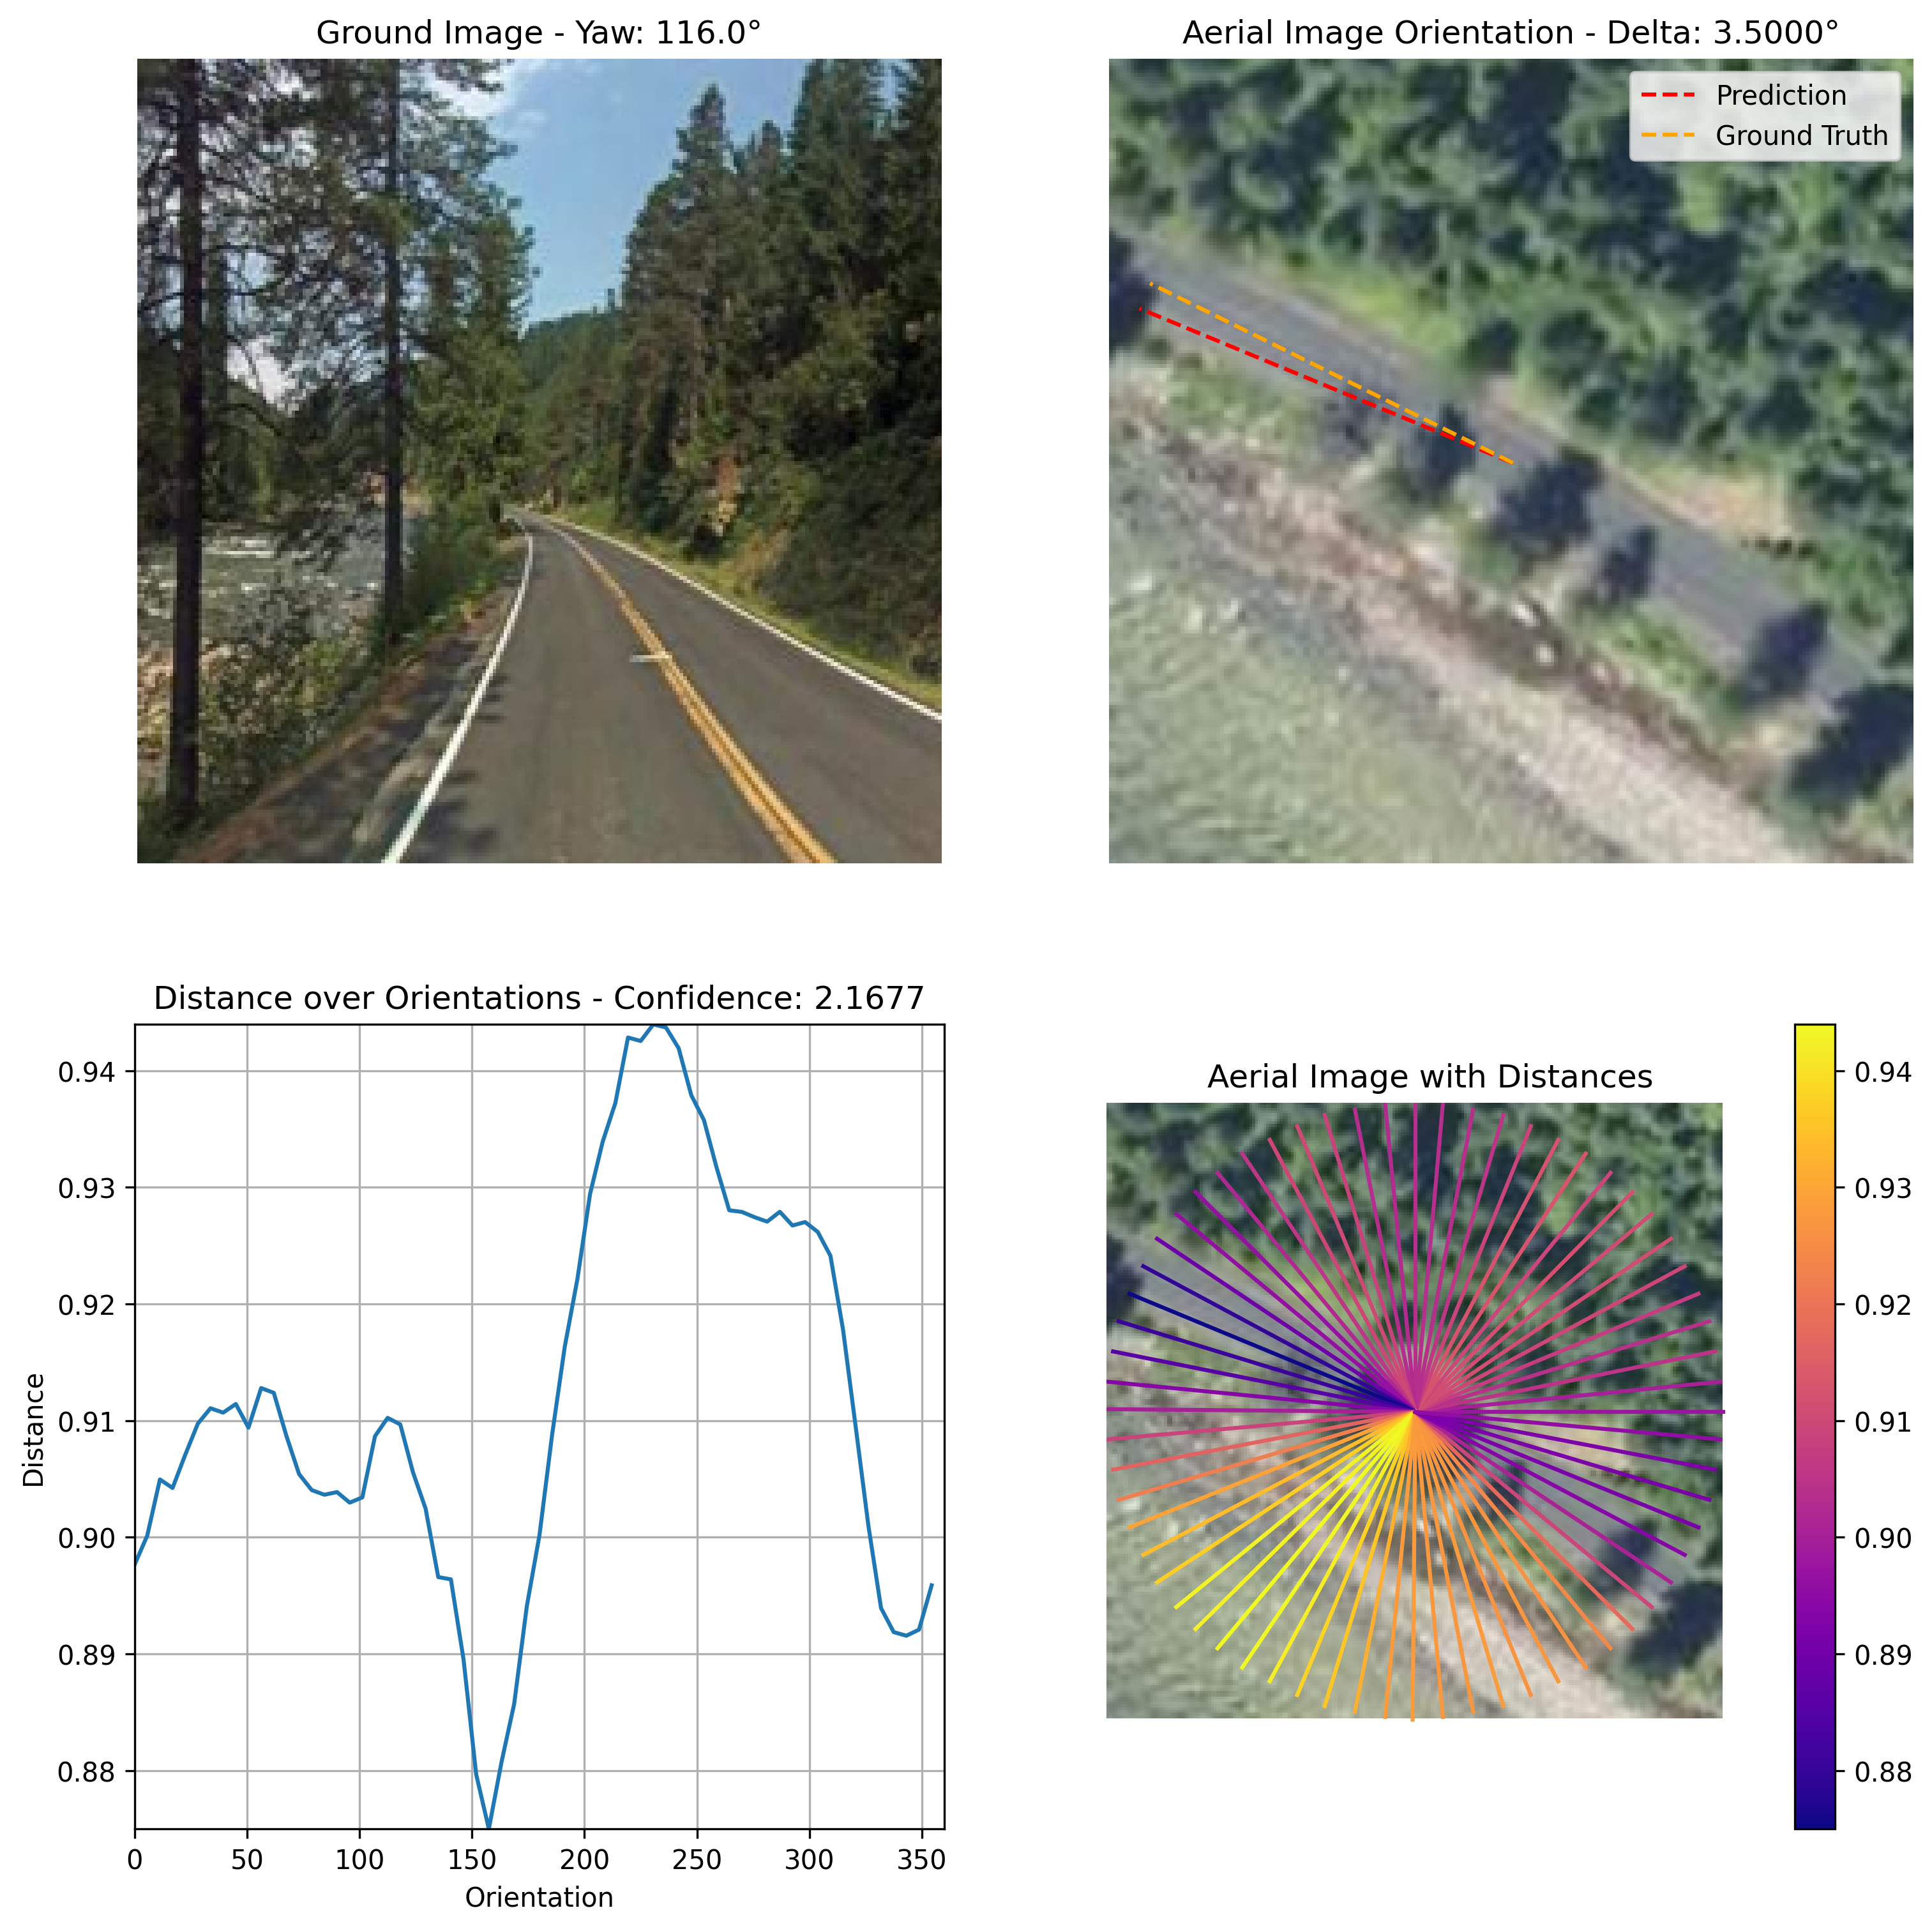 Ground Image - Yaw: 116.0°
Aerial Image Orientation - Delta: 3.5000°
Prediction
Ground Truth
Distance over Orientations - Confidence: 2.1677
0.94
0.93
0.92
0.91
0.90
0.89
0.88
Distance
0
50
100
150
200
250
300
350
Orientation
Aerial Image with Distances
0.94
0.93
0.92
0.91
0.90
0.89
0.88